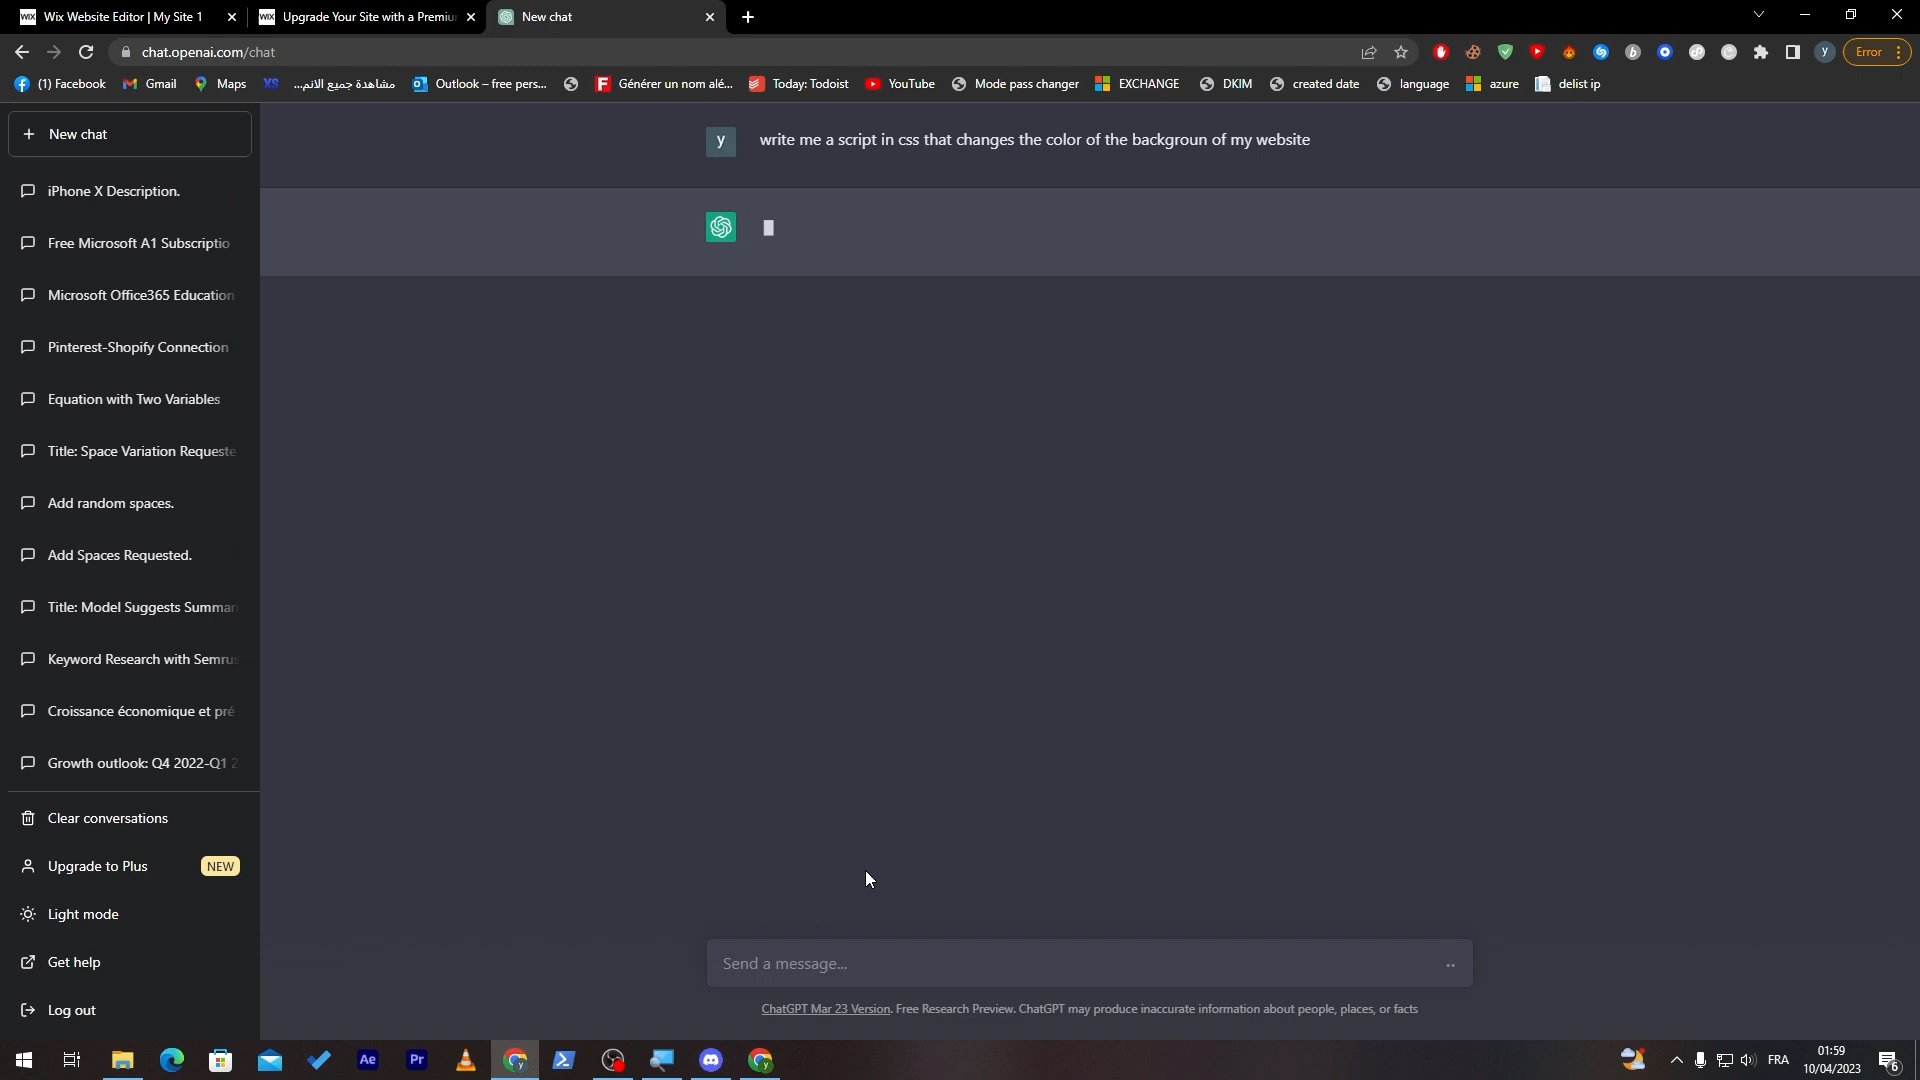 Wix Website Editor | My Site 1
Upgrade Your Site with a Premiu
New chat
chat.openai.com/chat
Error
(1) Facebook
Gmail
Maps
XS
مشاهدة جميع الانم...
Outlook – free pers...
Générer un nom alé...
Today: Todoist
YouTube
Mode pass changer
EXCHANGE
DKIM
created date
language
azure
delist ip
New chat
iPhone X Description.
Free Microsoft A1 Subscriptio
Microsoft Office365 Education
Pinterest-Shopify Connection
Equation with Two Variables
Title: Space Variation Requeste
Add random spaces.
Add Spaces Requested.
Title: Model Suggests Summar
Keyword Research with Semrus
Croissance économique et pré
Growth outlook: Q4 2022-Q1 2
Clear conversations
Upgrade to Plus NEW
Light mode
Get help
Log out
y
write me a script in css that changes the color of the backgroun of my website
Send a message...
ChatGPT Mar 23 Version. Free Research Preview. ChatGPT may produce inaccurate information about people, places, or facts
Ae
Pr
FRA
01:59
10/04/2023
6